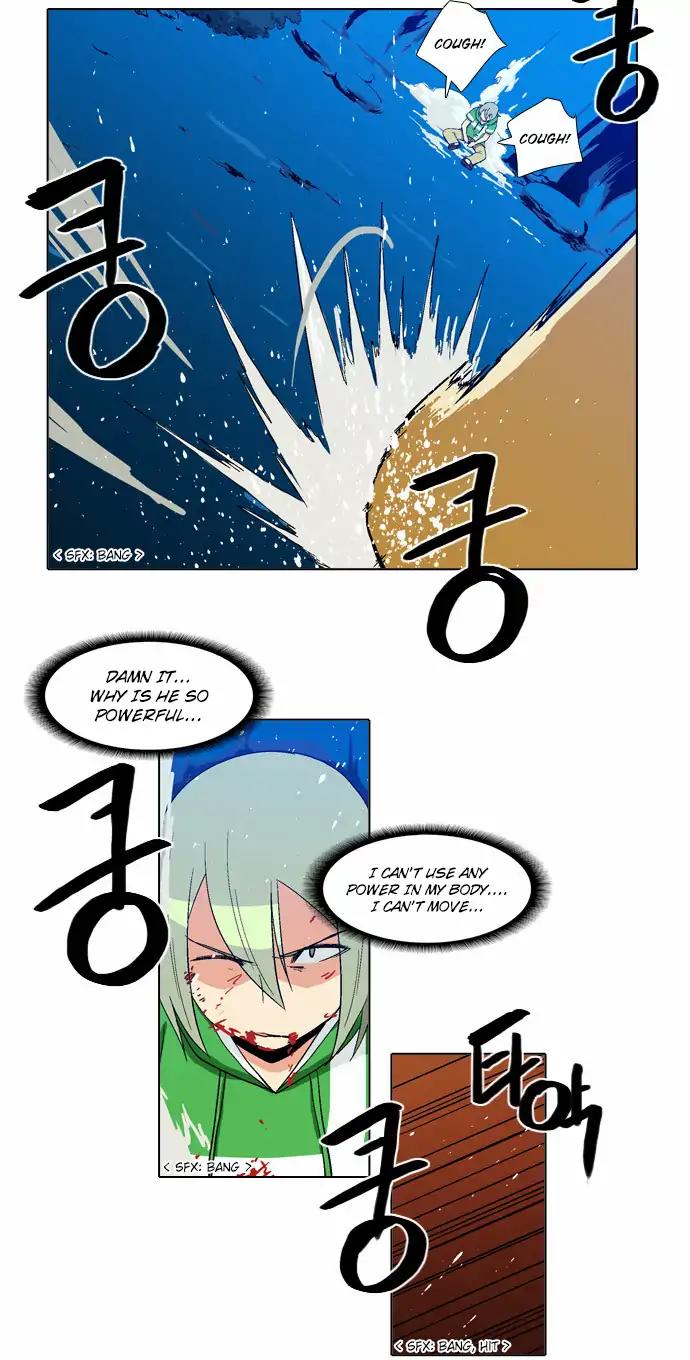 쿵
COUGH!
COUGH!
쿵
쿵
< SFX: BANG >
DAMN IT...
WHY IS HE SO
POWERFUL...
쿵
I CAN'T USE ANY
POWER IN MY BODY....
I CAN'T MOVE...
< SFX: BANG >
타악
쿵
< SFX: BANG, HIT >